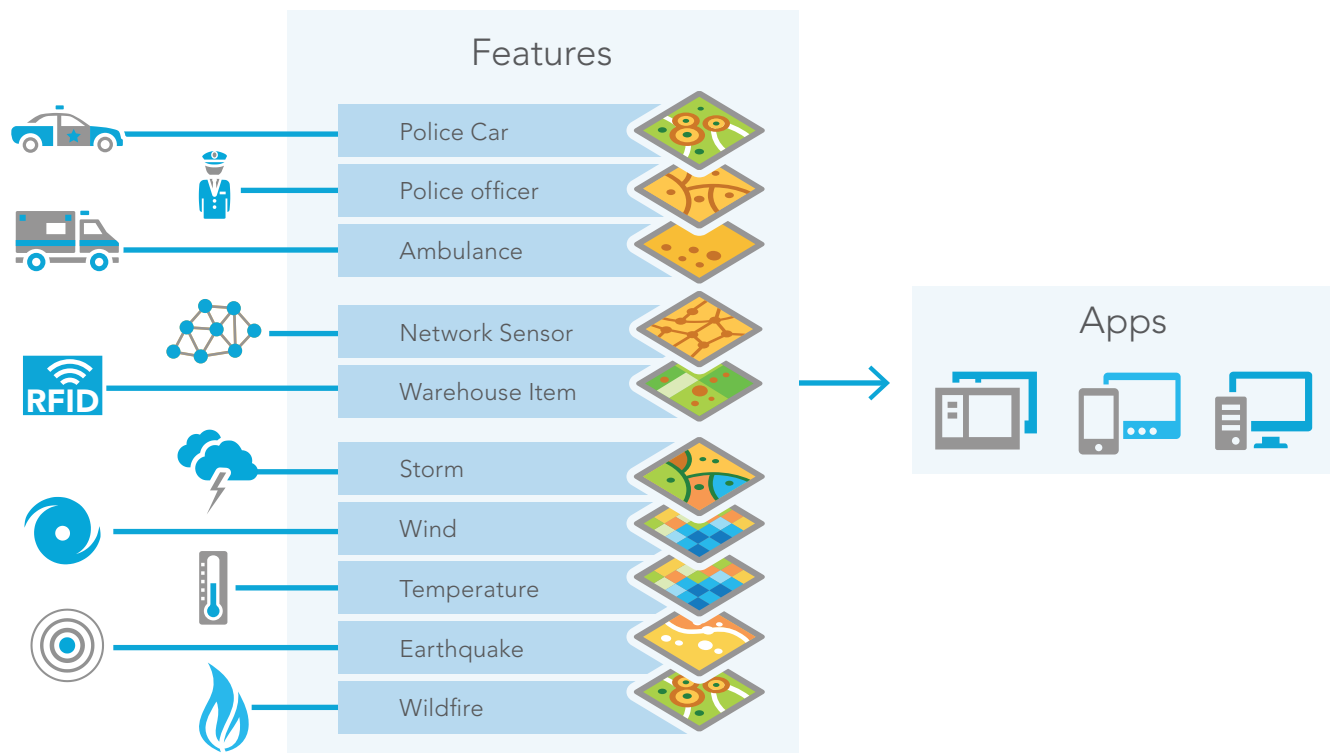 Features
Police Car
Police officer
Ambulance
Network Sensor
RFID
Warehouse Item
Storm
Wind
Temperature
Earthquake
Wildfire
Apps